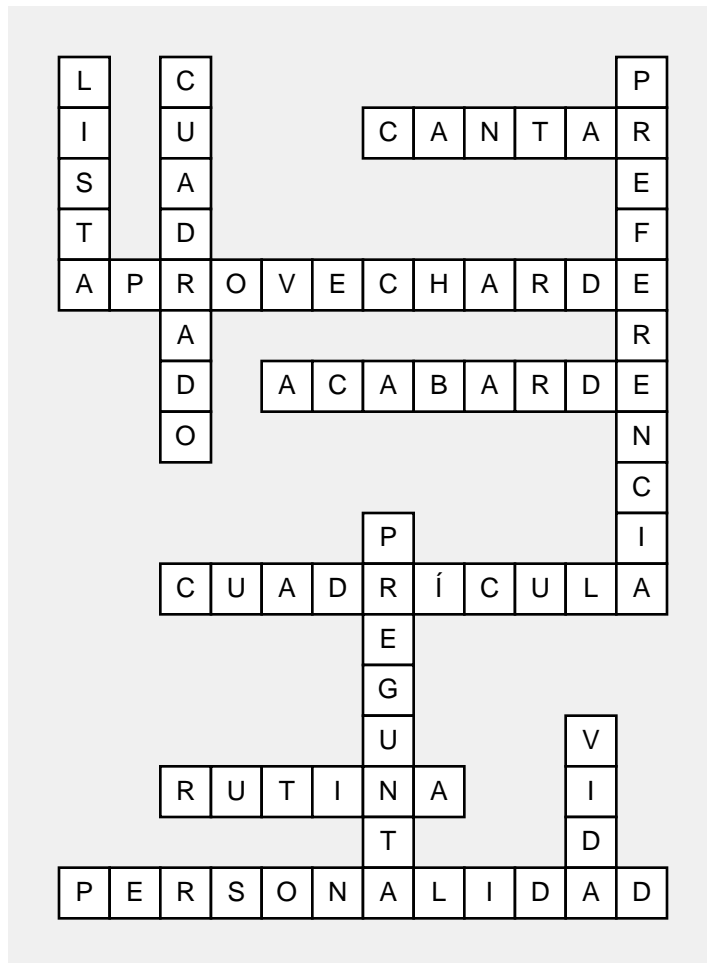 LISTA
CUADRADO
PREFERENCIA
CANTAR
APROVECHARDE
ACABARDE
PREGUNTA
CUADRÍCULA
VIDA
RUTINA
PERSONALIDAD